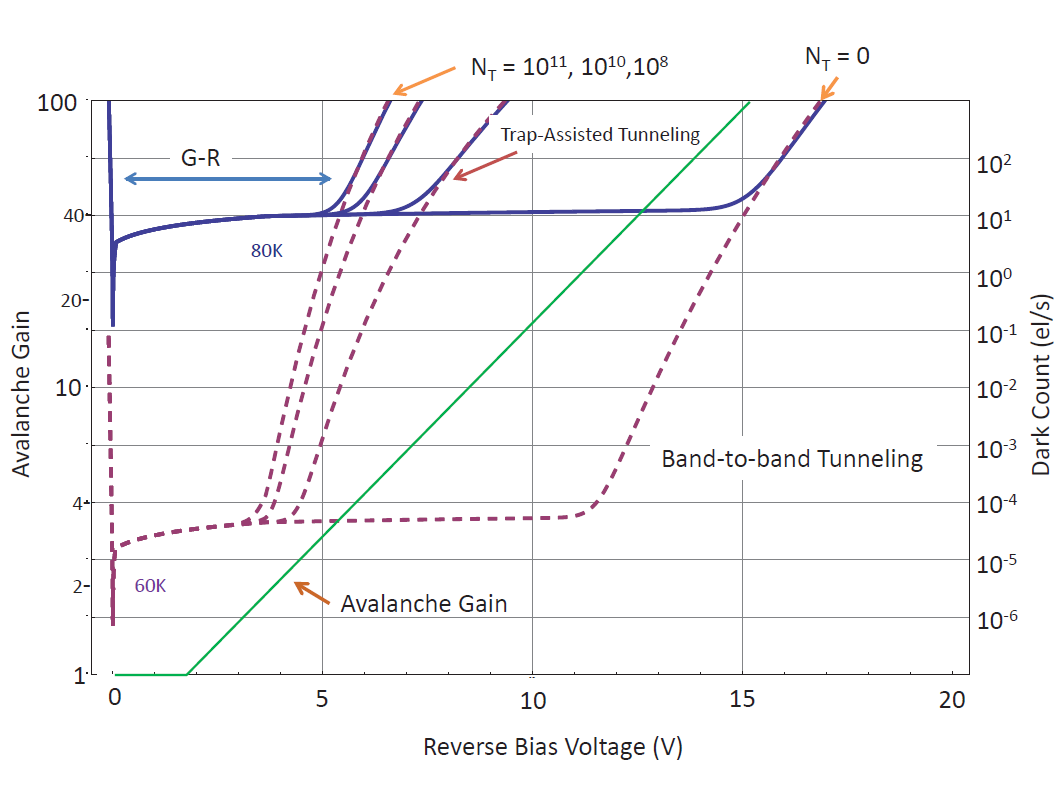 N_T = 10^11, 10^10,10^8
N_T = 0
100
Trap-Assisted Tunneling
G-R
10^2
40
10^1
80K
10^0
20
10^-1
10
10^-2
10^-3
Band-to-band Tunneling
4
10^-4
10^-5
60K
2
Avalanche Gain
10^-6
1
0
5
10
15
20
Reverse Bias Voltage (V)
Avalanche Gain
Dark Count (el/s)